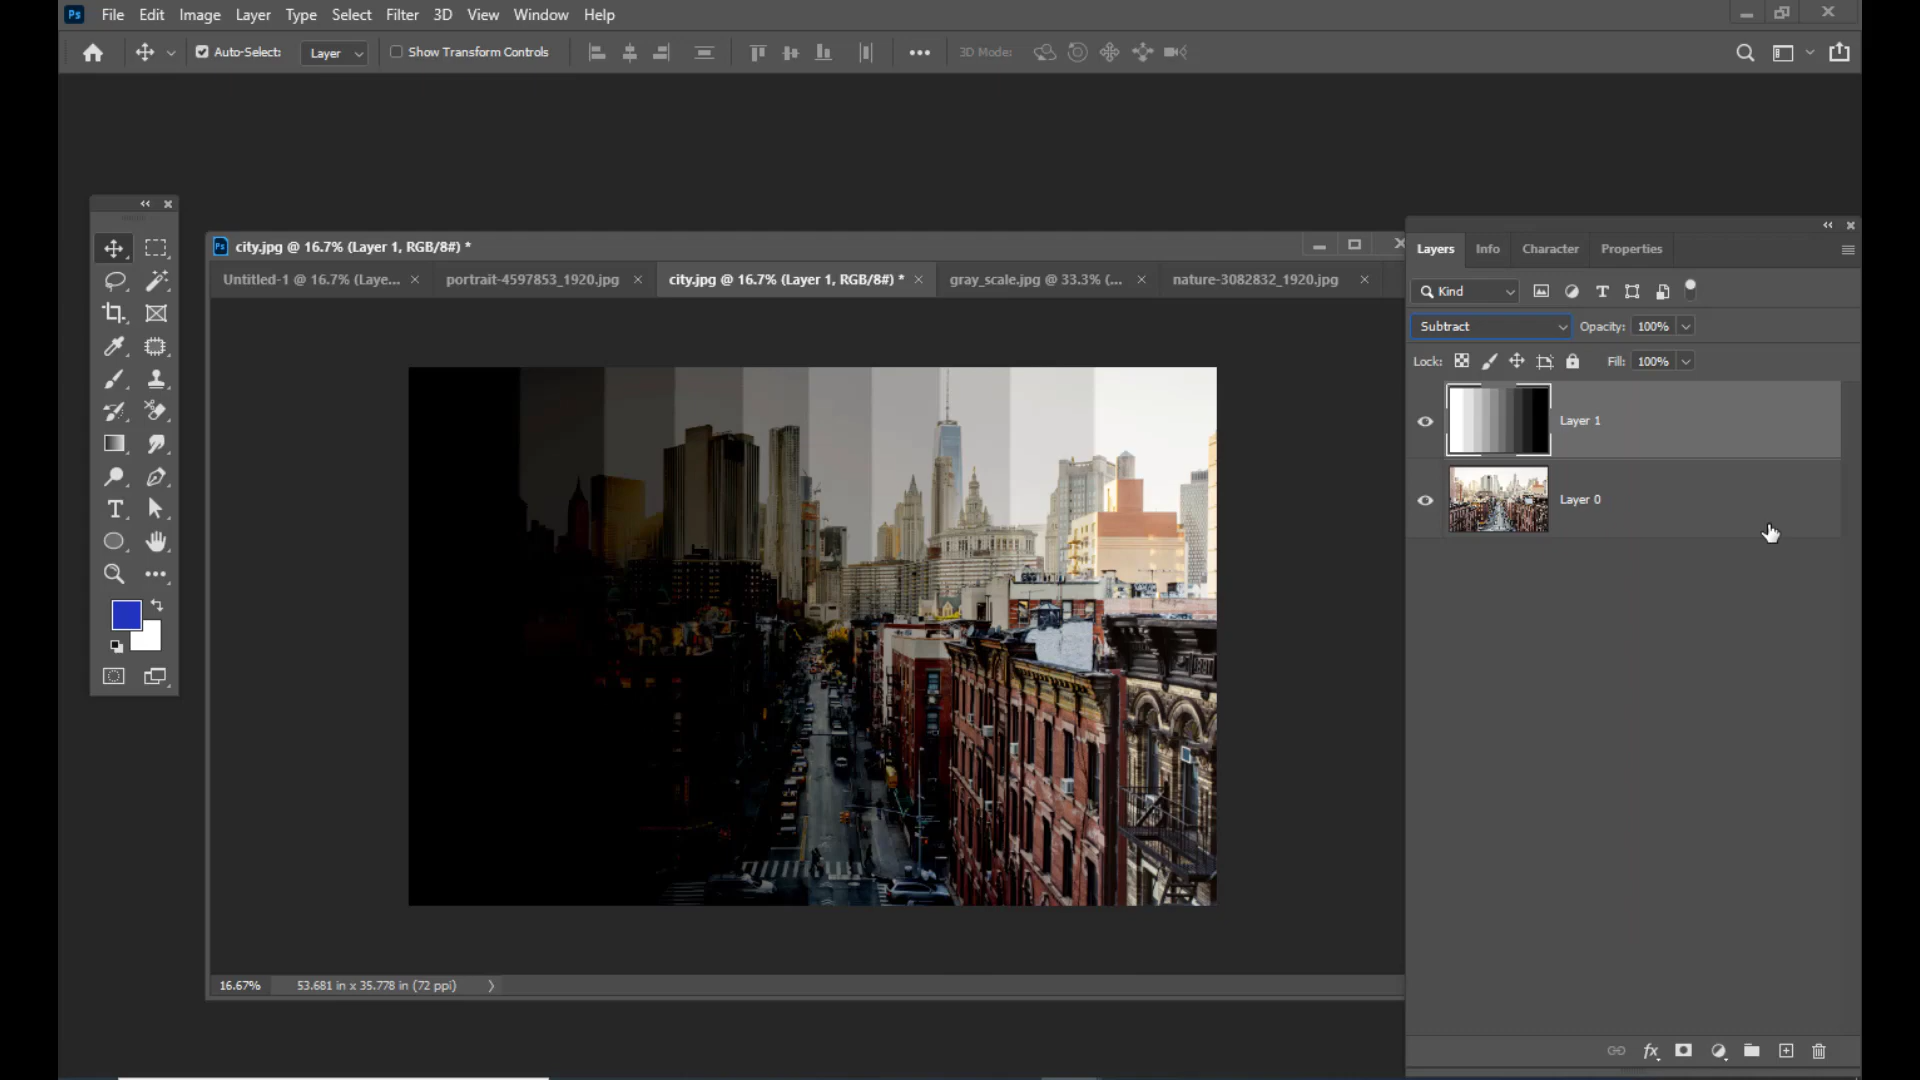 Ps File Edit Image Layer Type Select Filter 3D View Window Help
Auto-Select: Layer Show Transform Controls 3D Mode:
Ps city.jpg @ 16.7% (Layer 1, RGB/8#) *
Untitled-1 @ 16.7% (Laye... portrait-4597853_1920.jpg city.jpg @ 16.7% (Layer 1, RGB/8#) * gray_scale.jpg @ 33.3% (... nature-3082832_1920.jpg
16.67% 53.681 in x 35.778 in (72 ppi)
Layers Info Character Properties
Kind
Subtract Opacity: 100%
Lock: Fill: 100%
Layer 1
Layer 0
fx